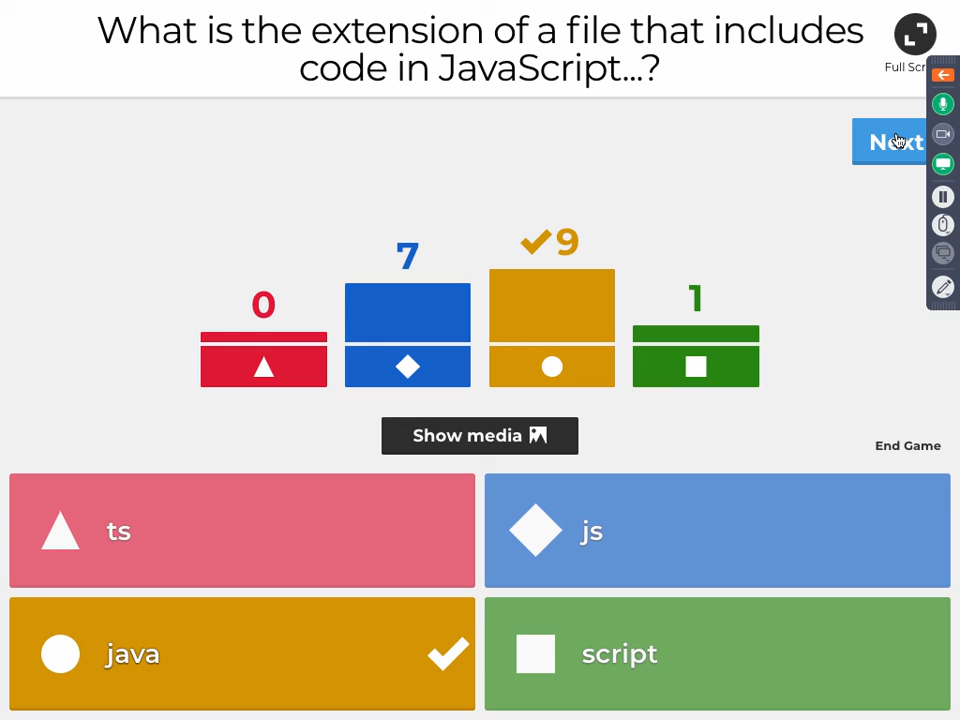 What is the extension of a file that includes
code in JavaScript...?
Full Scr
Next
0
7
9
1
Show media
End Game
ts
js
java
script